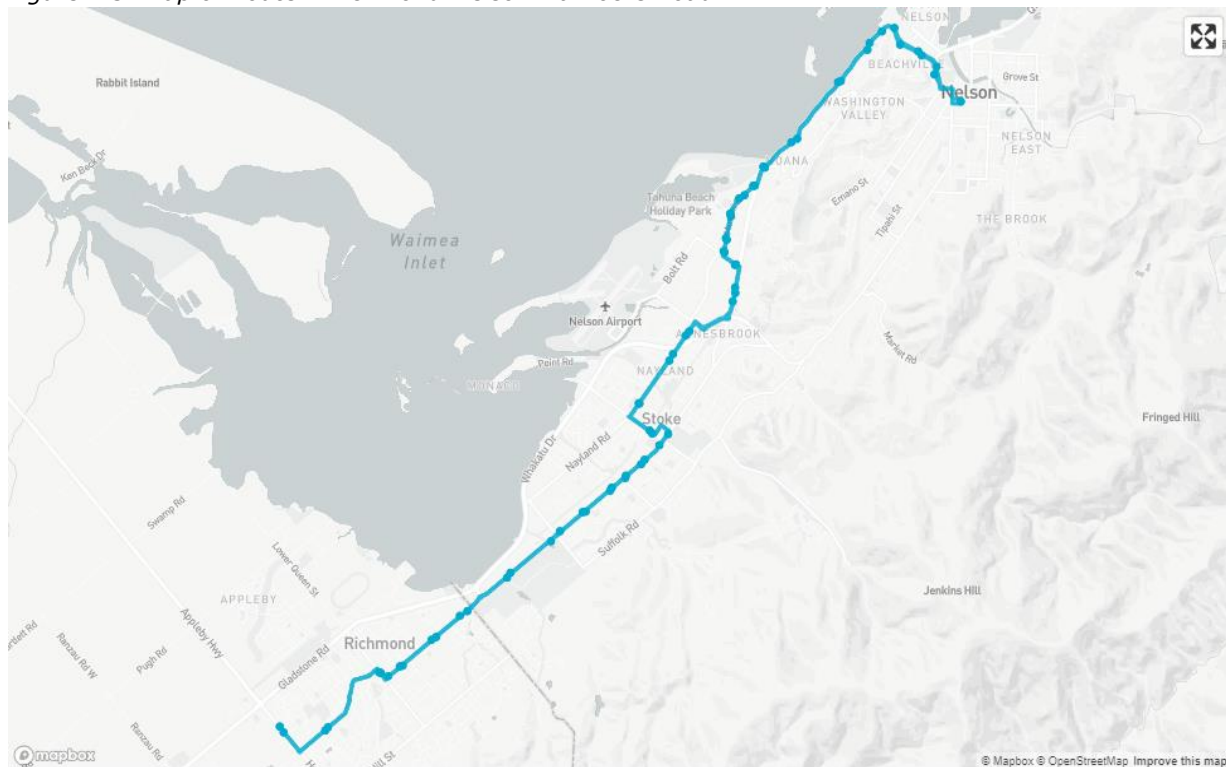 NELSON
BEACHVILLE
Grove St
Nelson
WASHINGTON
VALLEY
NELSON
EAST
Rabbit Island
Ken Beck Dr
Tahuna Beach
Holiday Park
Emano St
Tipahi St
THE BROOK
Waimea
Inlet
Bolt Rd
Nelson Airport
Point Rd
Market Rd
MONACO
NAYLAND
Stoke
Fringed Hill
Nayland Rd
Whakatu Dr
Swamp Rd
Suffolk Rd
Lower Queen St
Jenkins Hill
APPLEBY
Appleby Hwy
Richmond
Gladstone Rd
Pugh Rd
Ranzau Rd W
Ranzau Rd
mapbox
© Mapbox © OpenStreetMap Improve this map